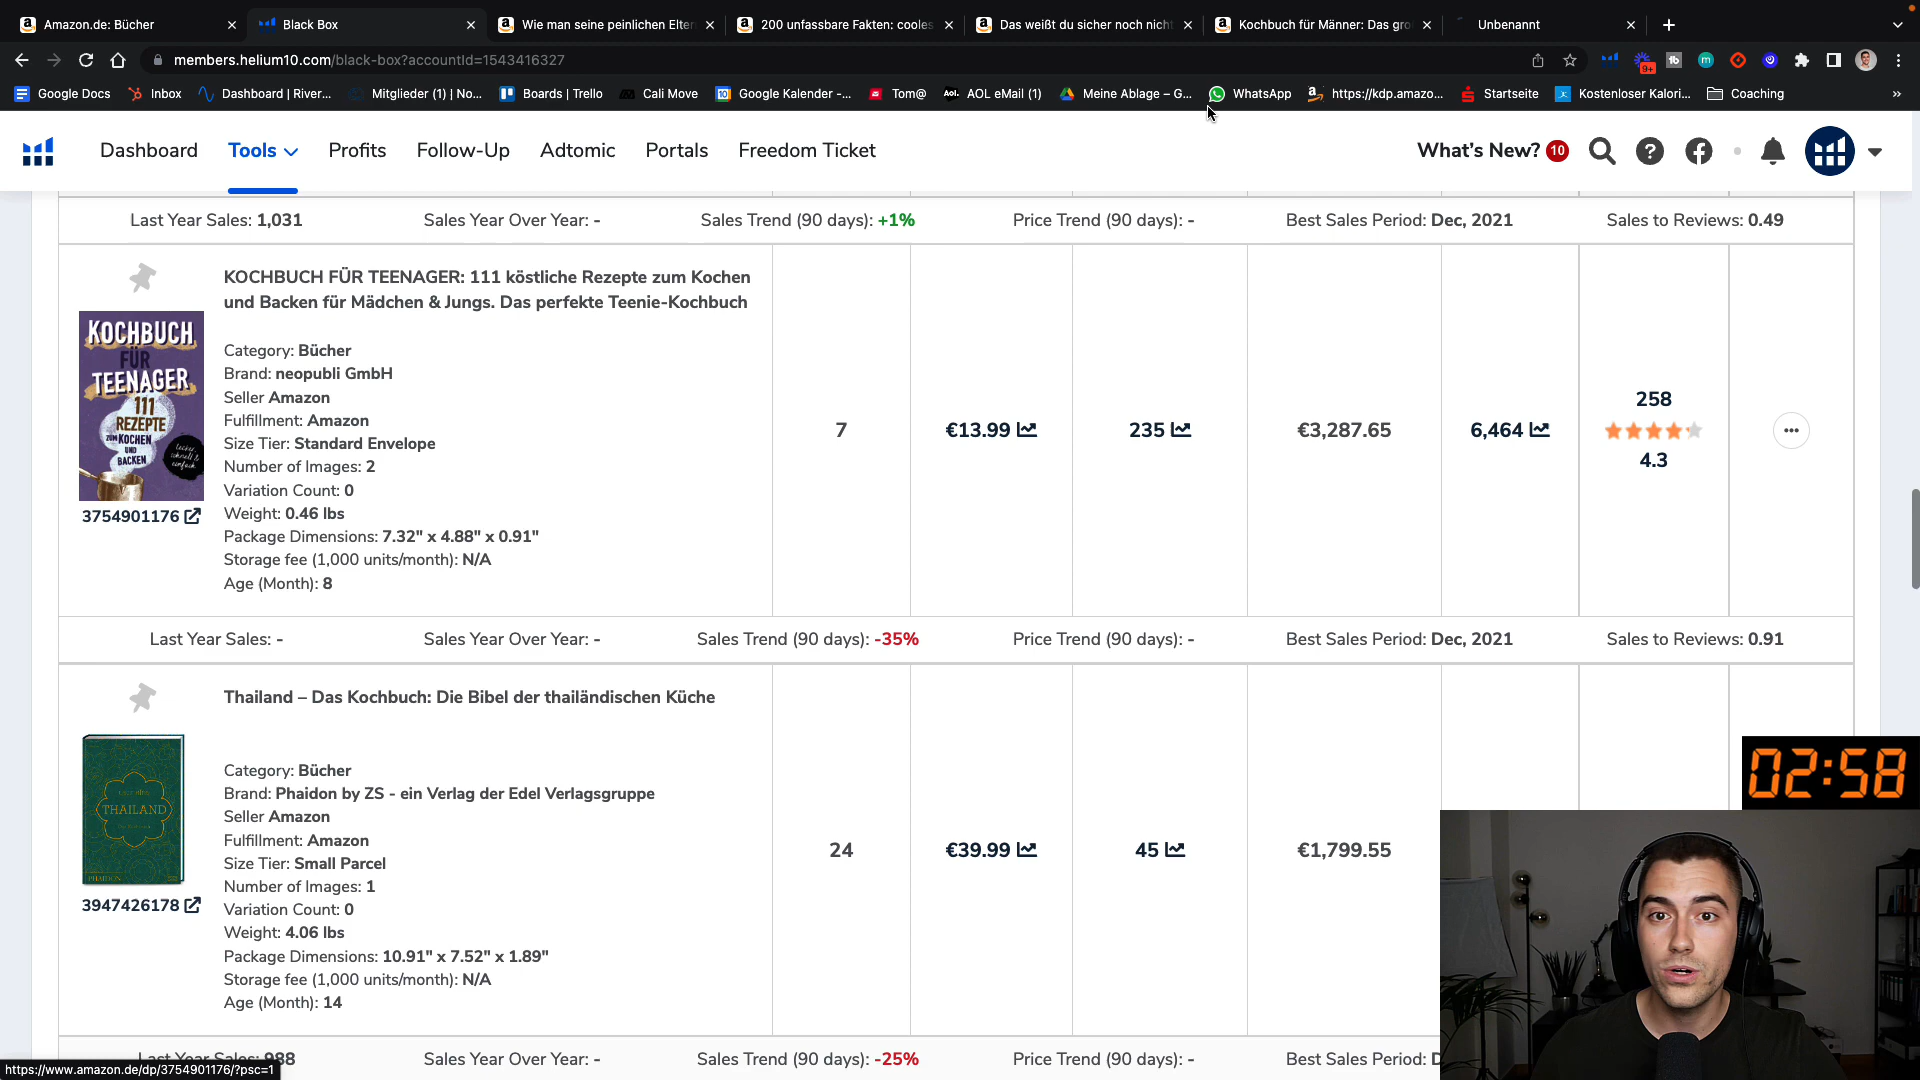 Amazon.de: Bücher
Black Box
Wie man seine peinlichen Elter
200 unfassbare Fakten: cooles
Das weißt du sicher noch nicht
Kochbuch für Männer: Das gro
Unbenannt
members.helium10.com/black-box?accountId=1543416327
9+
Google Docs
Inbox
Dashboard | River...
Mitglieder (1) | No...
Boards | Trello
Cali Move
Google Kalender -...
Tom@
Aol.
AOL eMail (1)
Meine Ablage – G...
WhatsApp
https://kdp.amazo...
Startseite
Kostenloser Kalori...
Coaching
»
Dashboard
Tools
Profits
Follow-Up
Adtomic
Portals
Freedom Ticket
What's New? 10
Last Year Sales: 1,031
Sales Year Over Year: -
Sales Trend (90 days): +1%
Price Trend (90 days): -
Best Sales Period: Dec, 2021
Sales to Reviews: 0.49
KOCHBUCH FÜR TEENAGER: 111 köstliche Rezepte zum Kochen
und Backen für Mädchen & Jungs. Das perfekte Teenie-Kochbuch
KOCHBUCH
FÜR
TEENAGER
111
REZEPTE
ZUM KOCHEN
UND
BACKEN
3754901176
Category: Bücher
Brand: neopubli GmbH
Seller Amazon
Fulfillment: Amazon
Size Tier: Standard Envelope
Number of Images: 2
Variation Count: 0
Weight: 0.46 lbs
Package Dimensions: 7.32" x 4.88" x 0.91"
Storage fee (1,000 units/month): N/A
Age (Month): 8
7
€13.99
235
€3,287.65
6,464
258
4.3
Last Year Sales: -
Sales Year Over Year: -
Sales Trend (90 days): -35%
Price Trend (90 days): -
Best Sales Period: Dec, 2021
Sales to Reviews: 0.91
Thailand – Das Kochbuch: Die Bibel der thailändischen Küche
THAILAND
PHAIDON
3947426178
Category: Bücher
Brand: Phaidon by ZS - ein Verlag der Edel Verlagsgruppe
Seller Amazon
Fulfillment: Amazon
Size Tier: Small Parcel
Number of Images: 1
Variation Count: 0
Weight: 4.06 lbs
Package Dimensions: 10.91" x 7.52" x 1.89"
Storage fee (1,000 units/month): N/A
Age (Month): 14
24
€39.99
45
€1,799.55
02:58
Last Year Sales: 988
Sales Year Over Year: -
Sales Trend (90 days): -25%
Price Trend (90 days): -
Best Sales Period: D
https://www.amazon.de/dp/3754901176/?psc=1